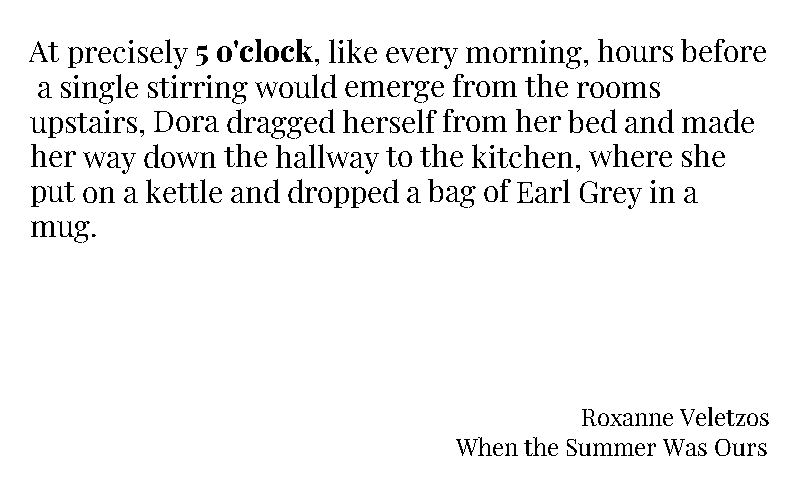 At precisely 5 o'clock, like every morning, hours before
a single stirring would emerge from the rooms
upstairs, Dora dragged herself from her bed and made
her way down the hallway to the kitchen, where she
put on a kettle and dropped a bag of Earl Grey in a
mug.
Roxanne Veletzos
When the Summer Was Ours